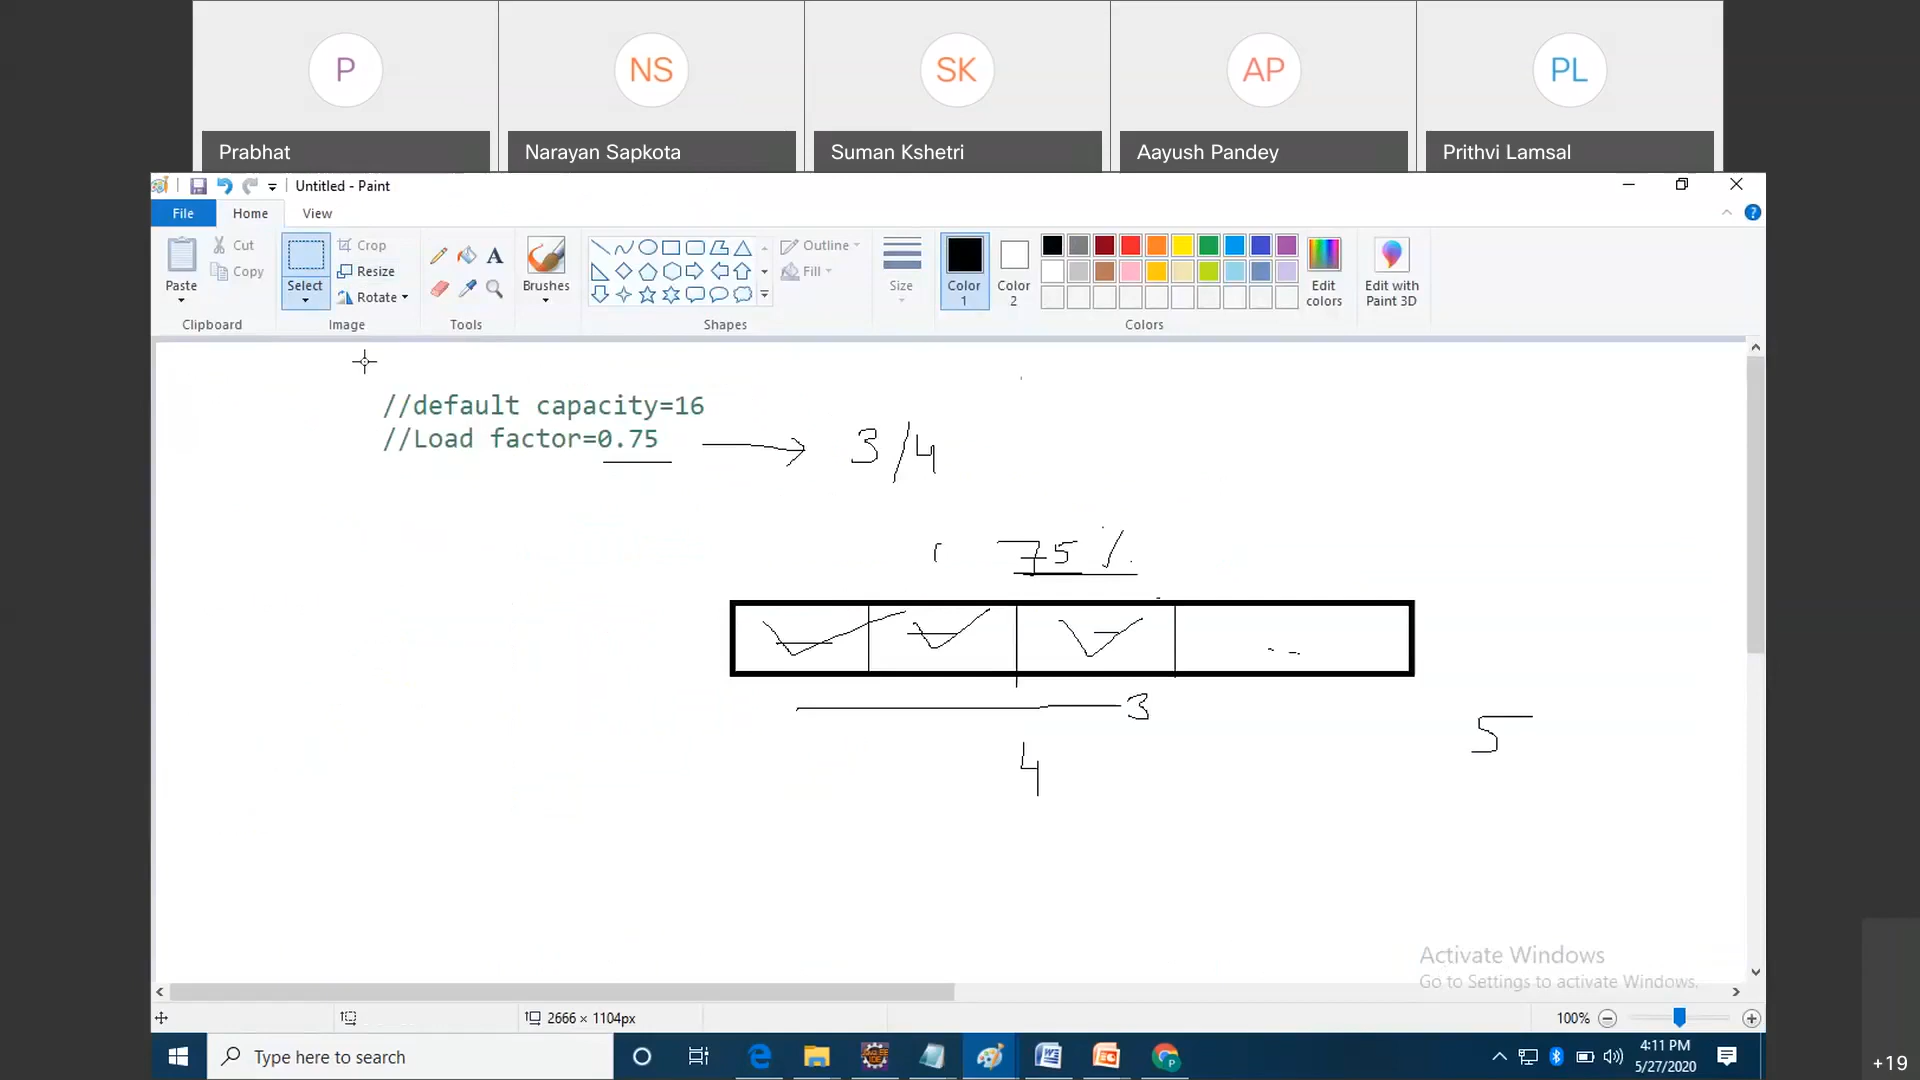 P NS SK AP PL
Prabhat Narayan Sapkota Suman Kshetri Aayush Pandey Prithvi Lamsal
Untitled - Paint
File Home View
Cut Crop Outline
Copy Resize Fill
Paste Select Rotate Brushes Size Color 1 Color 2 Edit colors Edit with Paint 3D
Clipboard Image Tools Shapes Colors
//default capacity=16
//Load factor=0.75
3/4
75 %
3
4
5
Activate Windows
Go to Settings to activate Windows.
2666 × 1104px 100%
Type here to search
4:11 PM
5/27/2020
+19